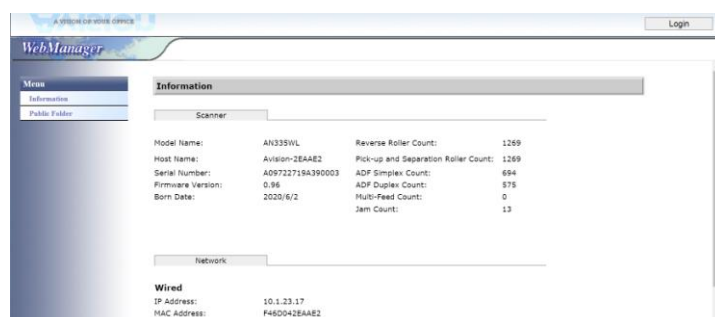 A VISION OF YOUR OFFICE
Login
WebManager
Menu
Information
Public Folder
Information
Scanner
Model Name: AN335WL Reverse Roller Count: 1269
Host Name: Avision-2EAAE2 Pick-up and Separation Roller Count: 1269
Serial Number: A09722719A390003 ADF Simplex Count: 694
Firmware Version: 0.96 ADF Duplex Count: 575
Born Date: 2020/6/2 Multi-Feed Count: 0
Jam Count: 13
Network
Wired
IP Address: 10.1.23.17
MAC Address: F46D042EAAE2